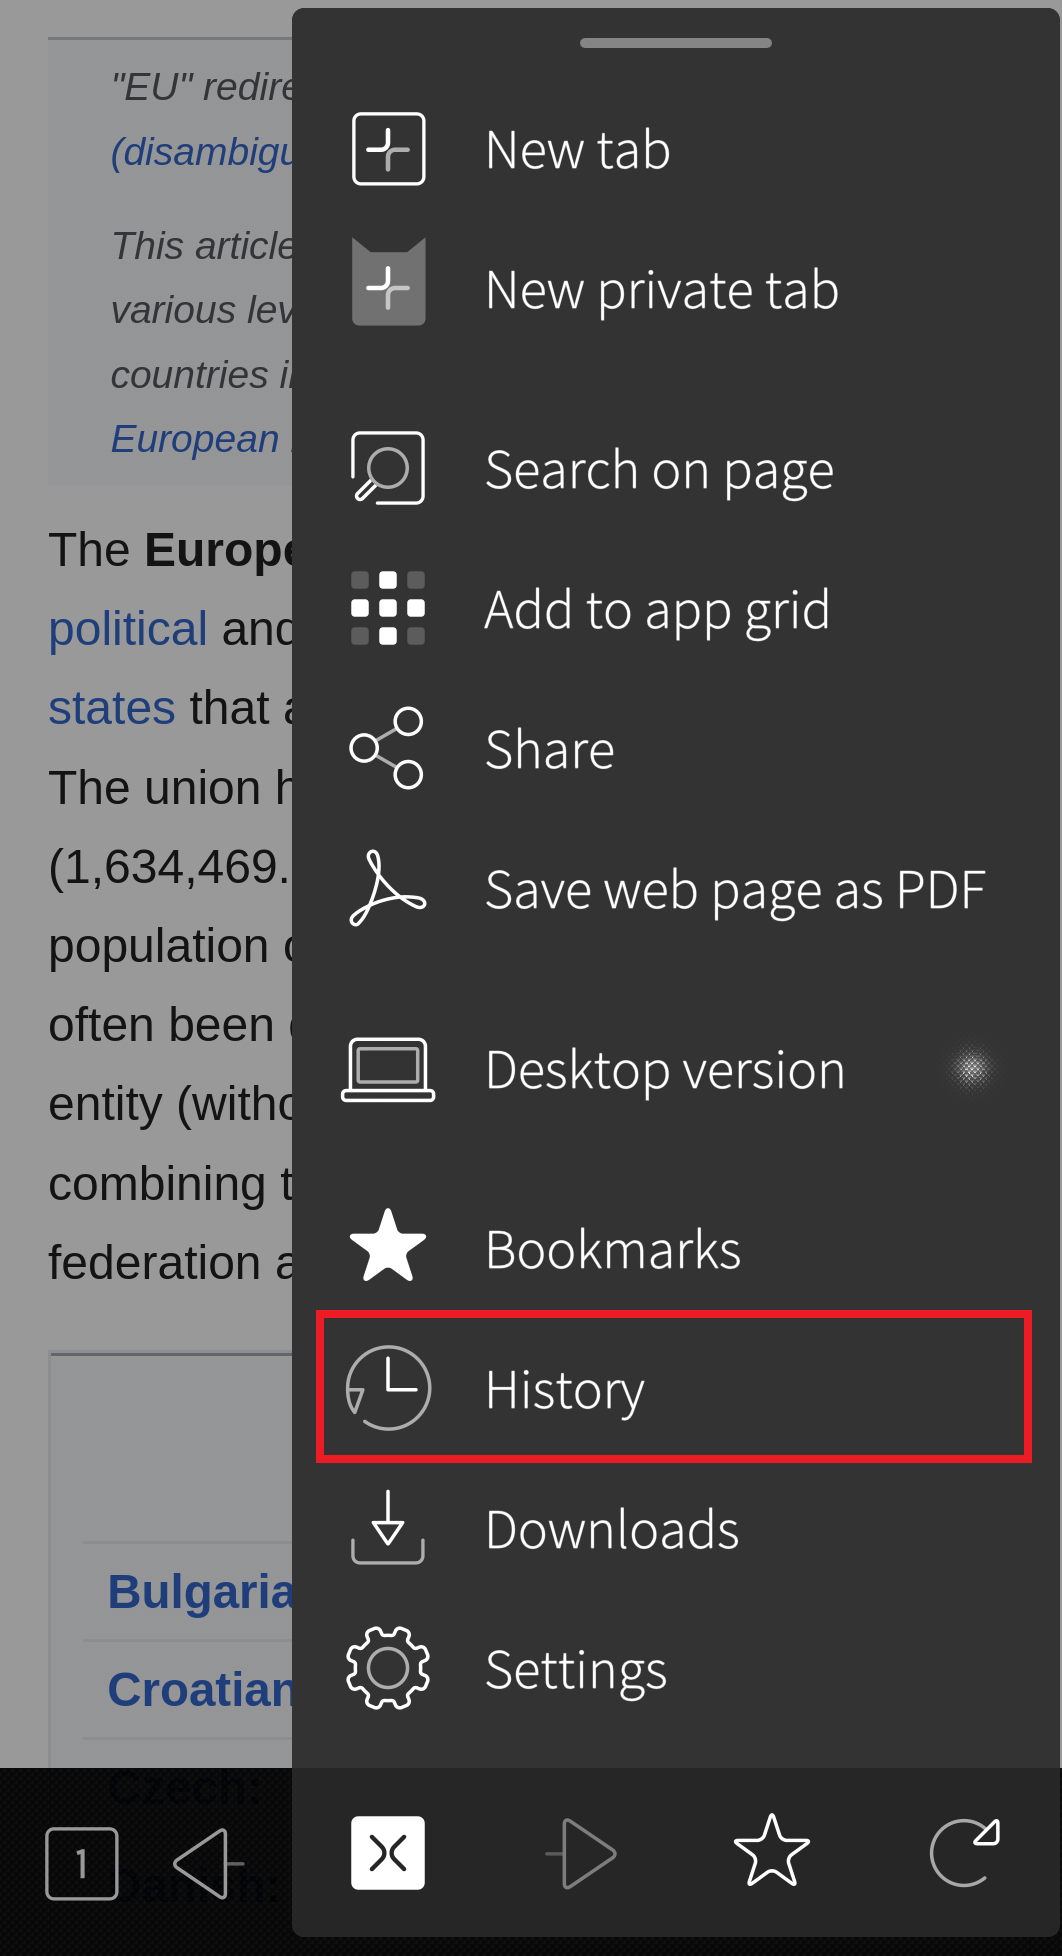 "EU" redire
(disambigu
This article
various lev
countries i
European
The Europe
political and
states that a
The union h
(1,634,469.
population
often been
entity (witho
combining t
federation a
Bulgaria
Croatian
Czech:
Danish:
New tab
New private tab
Search on page
Add to app grid
Share
Save web page as PDF
Desktop version
Bookmarks
History
Downloads
Settings
1